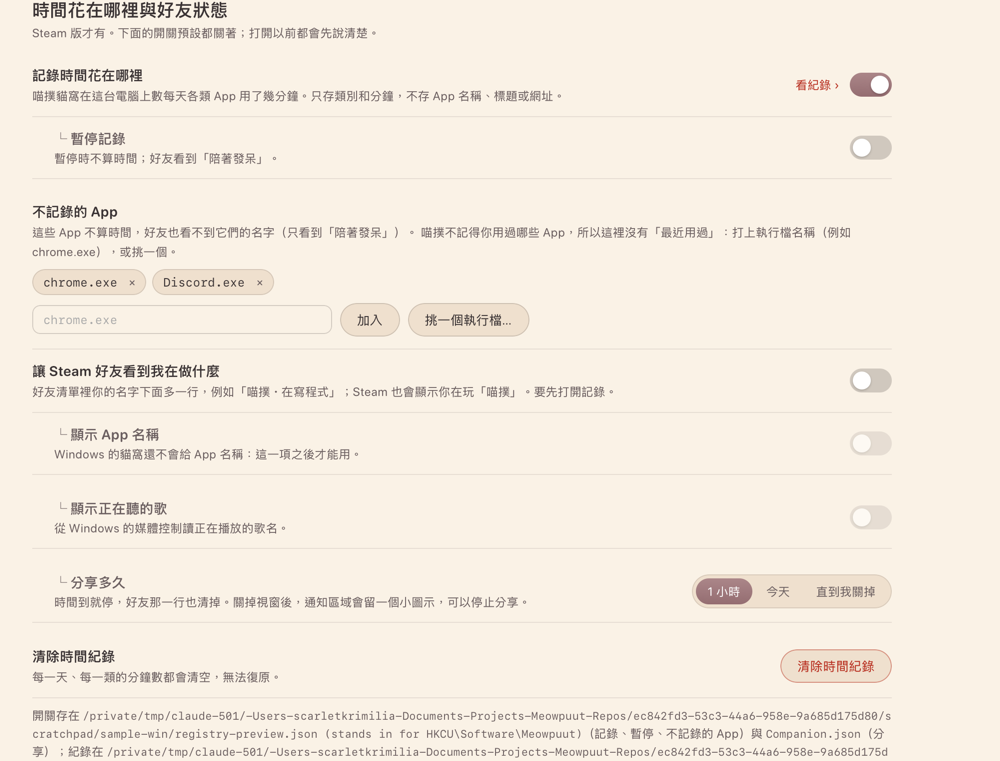 時間花在哪裡與好友狀態
Steam 版才有。下面的開關預設都關著；打開以前都會先說清楚。
記錄時間花在哪裡
喵撲貓窩在這台電腦上數每天各類 App 用了幾分鐘。只存類別和分鐘，不存 App 名稱、標題或網址。
看紀錄 ›
└ 暫停記錄
暫停時不算時間；好友看到「陪著發呆」。
不記錄的 App
這些 App 不算時間，好友也看不到它們的名字（只看到「陪著發呆」）。 喵撲不記得你用過哪些 App，所以這裡沒有「最近用過」：打上執行檔名稱（例如
chrome.exe），或挑一個。
chrome.exe × Discord.exe ×
chrome.exe 加入 挑一個執行檔…
讓 Steam 好友看到我在做什麼
好友清單裡你的名字下面多一行，例如「喵撲・在寫程式」；Steam 也會顯示你在玩「喵撲」。要先打開記錄。
└ 顯示 App 名稱
Windows 的貓窩還不會給 App 名稱：這一項之後才能用。
└ 顯示正在聽的歌
從 Windows 的媒體控制讀正在播放的歌名。
└ 分享多久
時間到就停，好友那一行也清掉。關掉視窗後，通知區域會留一個小圖示，可以停止分享。
1 小時 今天 直到我關掉
清除時間紀錄
每一天、每一類的分鐘數都會清空，無法復原。
清除時間紀錄
開關存在 /private/tmp/claude-501/-Users-scarletkrimilia-Documents-Projects-Meowpuut-Repos/ec842fd3-53c3-44a6-958e-9a685d175d80/s
cratchpad/sample-win/registry-preview.json (stands in for HKCU\Software\Meowpuut)（記錄、暫停、不記錄的 App）與 Companion.json（分
享）；紀錄在 /private/tmp/claude-501/-Users-scarletkrimilia-Documents-Projects-Meowpuut-Repos/ec842fd3-53c3-44a6-958e-9a685d175d